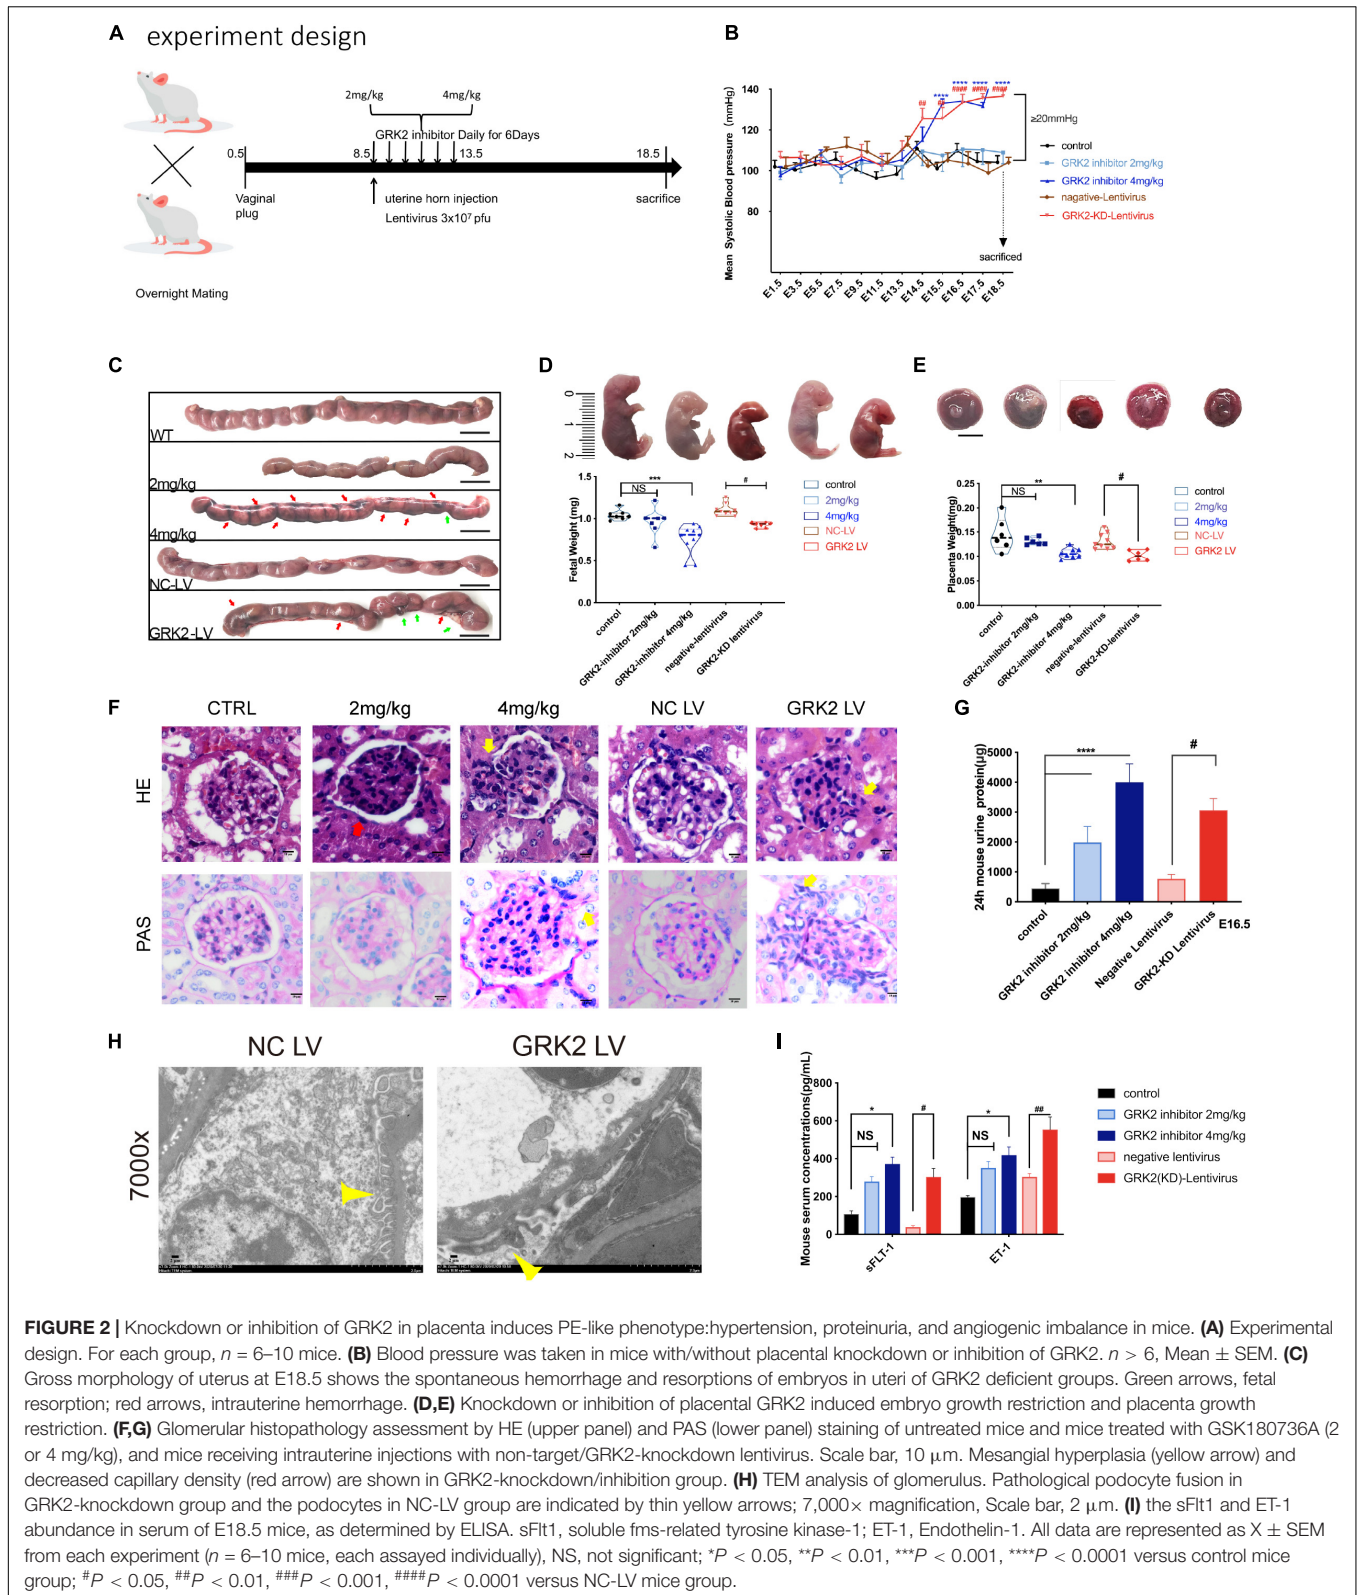 A
experiment design
2mg/kg
4mg/kg
GRK2 inhibitor Daily for 6Days
0.5
8.5
13.5
18.5
Vaginal
plug
uterine horn injection
Lentivirus 3x10⁷ pfu
sacrifice
Overnight Mating
B
Mean Systolic Blood pressure (mmHg)
140
120
100
80
## **** **** **** ****
# #### #### ####
≥20mmHg
sacrificed
E1.5
E3.5
E5.5
E7.5
E9.5
E11.5
E13.5
E14.5
E15.5
E16.5
E17.5
E18.5
control
GRK2 inhibitor 2mg/kg
GRK2 inhibitor 4mg/kg
nagative-Lentivirus
GRK2-KD-Lentivirus
C
WT
2mg/kg
4mg/kg
NC-LV
GRK2-LV
D
0
1
2
Fetal Weight (mg)
1.5
1.0
0.5
0.0
***
NS
#
control
GRK2-inhibitor 2mg/kg
GRK2-inhibitor 4mg/kg
negative-lentivirus
GRK2-KD lentivirus
control
2mg/kg
4mg/kg
NC-LV
GRK2 LV
E
Placenta Weight(mg)
0.25
0.20
0.15
0.10
0.05
0.00
**
NS
#
control
GRK2-inhibitor 2mg/kg
GRK2-inhibitor 4mg/kg
negative-lentivirus
GRK2-KD-lentivirus
control
2mg/kg
4mg/kg
NC-LV
GRK2 LV
F
CTRL
2mg/kg
4mg/kg
NC LV
GRK2 LV
HE
PAS
G
24h mouse urine protein(μg)
5000
4000
3000
2000
1000
0
****
#
control
GRK2 inhibitor 2mg/kg
GRK2 inhibitor 4mg/kg
Negative Lentivirus
GRK2-KD Lentivirus
E16.5
H
NC LV
GRK2 LV
7000x
2 μm
I
Mouse serum concentrations(pg/mL)
800
600
400
200
0
*
NS
#
*
NS
##
sFLT-1
ET-1
control
GRK2 inhibitor 2mg/kg
GRK2 inhibitor 4mg/kg
negative lentivirus
GRK2(KD)-Lentivirus
FIGURE 2 | Knockdown or inhibition of GRK2 in placenta induces PE-like phenotype:hypertension, proteinuria, and angiogenic imbalance in mice. (A) Experimental
design. For each group, n = 6–10 mice. (B) Blood pressure was taken in mice with/without placental knockdown or inhibition of GRK2. n > 6, Mean ± SEM. (C)
Gross morphology of uterus at E18.5 shows the spontaneous hemorrhage and resorptions of embryos in uteri of GRK2 deficient groups. Green arrows, fetal
resorption; red arrows, intrauterine hemorrhage. (D,E) Knockdown or inhibition of placental GRK2 induced embryo growth restriction and placenta growth
restriction. (F,G) Glomerular histopathology assessment by HE (upper panel) and PAS (lower panel) staining of untreated mice and mice treated with GSK180736A (2
or 4 mg/kg), and mice receiving intrauterine injections with non-target/GRK2-knockdown lentivirus. Scale bar, 10 μm. Mesangial hyperplasia (yellow arrow) and
decreased capillary density (red arrow) are shown in GRK2-knockdown/inhibition group. (H) TEM analysis of glomerulus. Pathological podocyte fusion in
GRK2-knockdown group and the podocytes in NC-LV group are indicated by thin yellow arrows; 7,000× magnification, Scale bar, 2 μm. (I) the sFlt1 and ET-1
abundance in serum of E18.5 mice, as determined by ELISA. sFlt1, soluble fms-related tyrosine kinase-1; ET-1, Endothelin-1. All data are represented as X ± SEM
from each experiment (n = 6–10 mice, each assayed individually), NS, not significant; *P < 0.05, **P < 0.01, ***P < 0.001, ****P < 0.0001 versus control mice
group; #P < 0.05, ##P < 0.01, ###P < 0.001, ####P < 0.0001 versus NC-LV mice group.